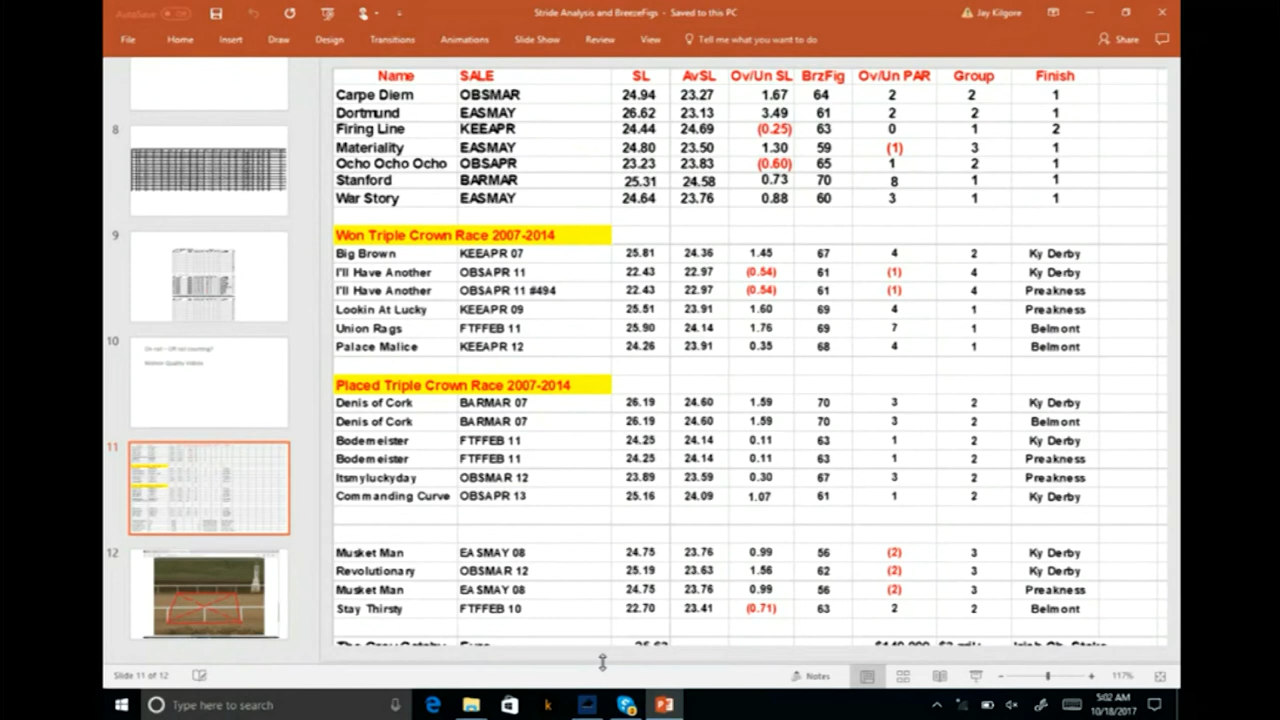 AutoSave Off
Stride Analysis and BreezeFigs - Saved to this PC
Jay Kilgore
File Home Insert Draw Design Transitions Animations Slide Show Review View Tell me what you want to do Share
Name SALE SL AvSL Ov/Un SL BrzFig Ov/Un PAR Group Finish
Carpe Diem OBSMAR 24.94 23.27 1.67 64 2 2 1
Dortmund EASMAY 26.62 23.13 3.49 61 2 2 1
Firing Line KEEAPR 24.44 24.69 (0.25) 63 0 1 2
Materiality EASMAY 24.80 23.50 1.30 59 (1) 3 1
Ocho Ocho Ocho OBSAPR 23.23 23.83 (0.60) 65 1 2 1
Stanford BARMAR 25.31 24.58 0.73 70 8 1 1
War Story EASMAY 24.64 23.76 0.88 60 3 1 1
Won Triple Crown Race 2007-2014
Big Brown KEEAPR 07 25.81 24.36 1.45 67 4 2 Ky Derby
I'll Have Another OBSAPR 11 22.43 22.97 (0.54) 61 (1) 4 Ky Derby
I'll Have Another OBSAPR 11 #494 22.43 22.97 (0.54) 61 (1) 4 Preakness
Lookin At Lucky KEEAPR 09 25.51 23.91 1.60 69 4 1 Preakness
Union Rags FTFFEB 11 25.90 24.14 1.76 69 7 1 Belmont
Palace Malice KEEAPR 12 24.26 23.91 0.35 68 4 1 Belmont
Placed Triple Crown Race 2007-2014
Denis of Cork BARMAR 07 26.19 24.60 1.59 70 3 2 Ky Derby
Denis of Cork BARMAR 07 26.19 24.60 1.59 70 3 2 Belmont
Bodemeister FTFFEB 11 24.25 24.14 0.11 63 1 2 Ky Derby
Bodemeister FTFFEB 11 24.25 24.14 0.11 63 1 2 Preakness
Itsmyluckyday OBSMAR 12 23.89 23.59 0.30 67 3 2 Preakness
Commanding Curve OBSAPR 13 25.16 24.09 1.07 61 1 2 Ky Derby
Musket Man EASMAY 08 24.75 23.76 0.99 56 (2) 3 Ky Derby
Revolutionary OBSMAR 12 25.19 23.63 1.56 62 (2) 3 Ky Derby
Musket Man EASMAY 08 24.75 23.76 0.99 56 (2) 3 Preakness
Stay Thirsty FTFFEB 10 22.70 23.41 (0.71) 63 2 2 Belmont
8
9
10
11
12
Slide 11 of 12
Notes
117%
Type here to search
5:02 AM
10/18/2017